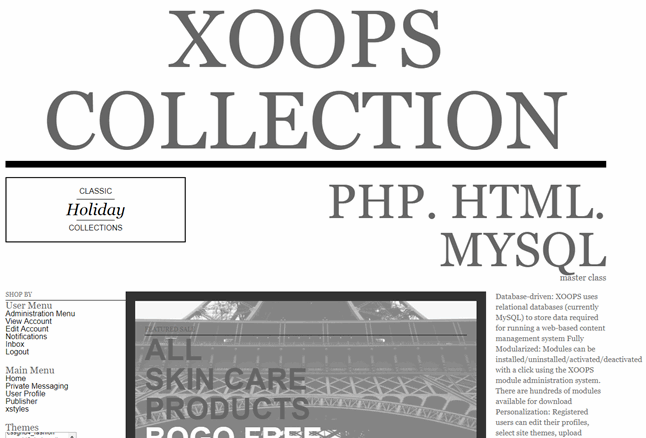 XOOPS
COLLECTION
CLASSIC
Holiday
COLLECTIONS
PHP. HTML.
MYSQL
master class
SHOP BY
User Menu
Administration Menu
View Account
Edit Account
Notifications
Inbox
Logout
Main Menu
Home
Private Messaging
User Profile
Publisher
xstyles
Themes
FEATURED SALE
ALL
SKIN CARE
PRODUCTS
BOGO FREE
Database-driven: XOOPS uses
relational databases (currently
MySQL) to store data required
for running a web-based content
management system Fully
Modularized: Modules can be
installed/uninstalled/activated/deactivated
with a click using the XOOPS
module administration system.
There are hundreds of modules
available for download
Personalization: Registered
users can edit their profiles,
select site themes, upload